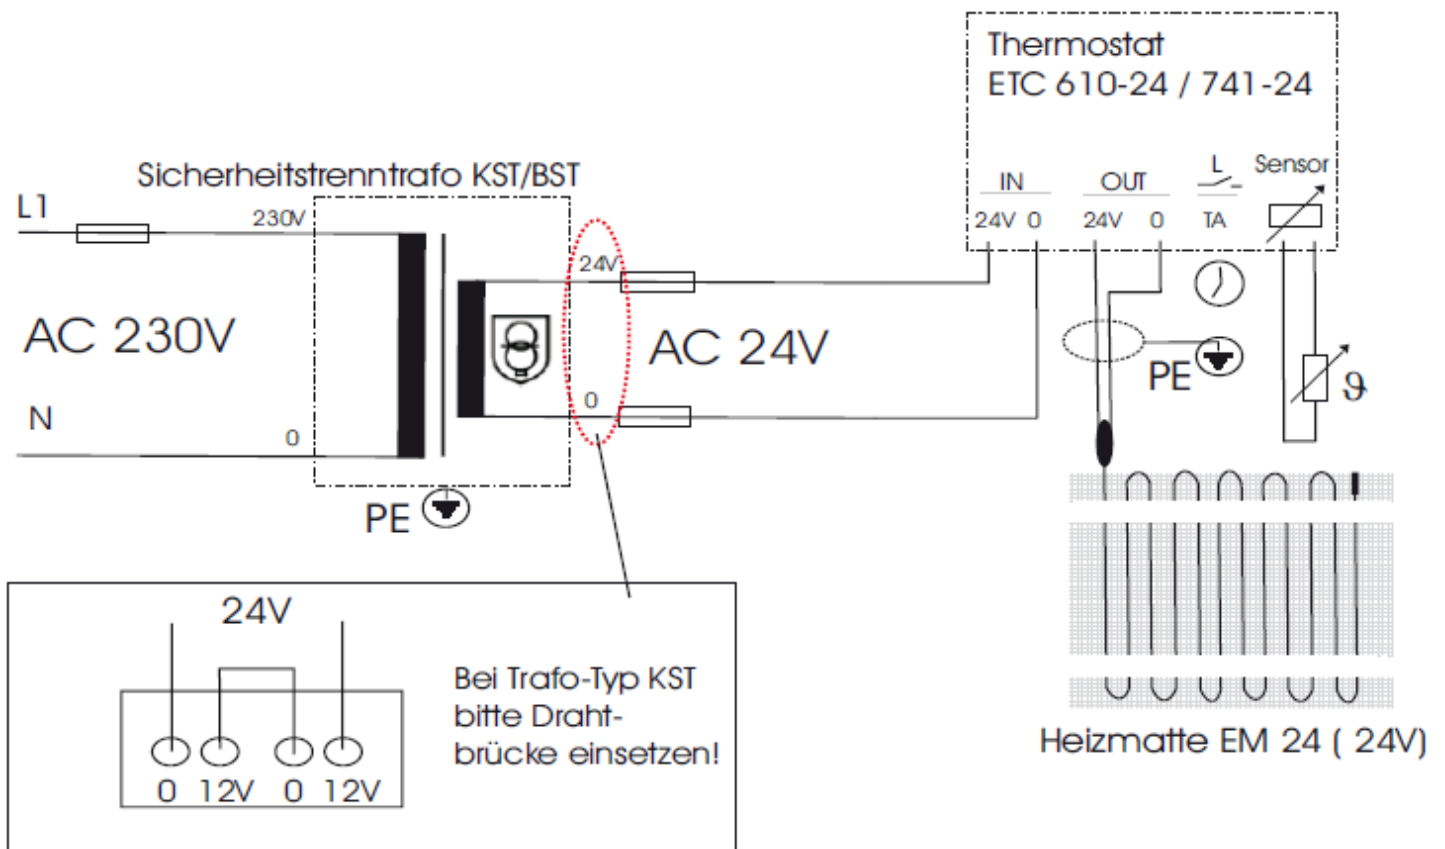 Thermostat
ETC 610-24 / 741-24
IN OUT L Sensor
24V 0 24V 0 TA
Sicherheitstrenntrafo KST/BST
L1
230V
24V
AC 230V
AC 24V
N
0
0
PE
PE
ϑ
24V
0 12V 0 12V
Bei Trafo-Typ KST
bitte Draht-
brücke einsetzen!
Heizmatte EM 24 ( 24V)